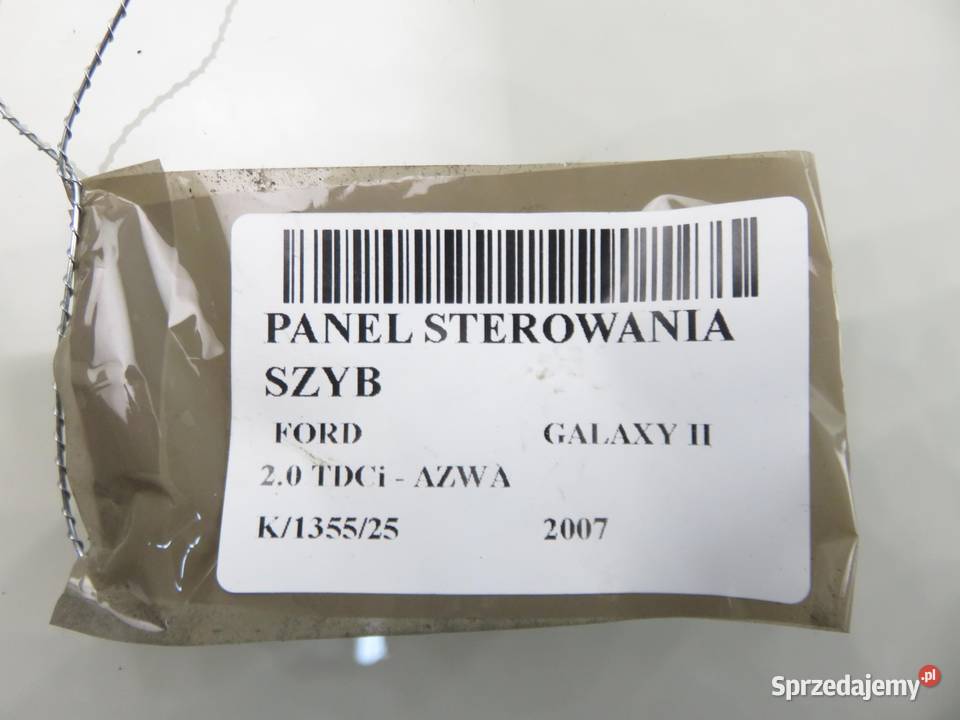 PANEL STEROWANIA
SZYB
FORD GALAXY II
2.0 TDCi - AZWA
K/1355/25 2007
Sprzedajemy.pl